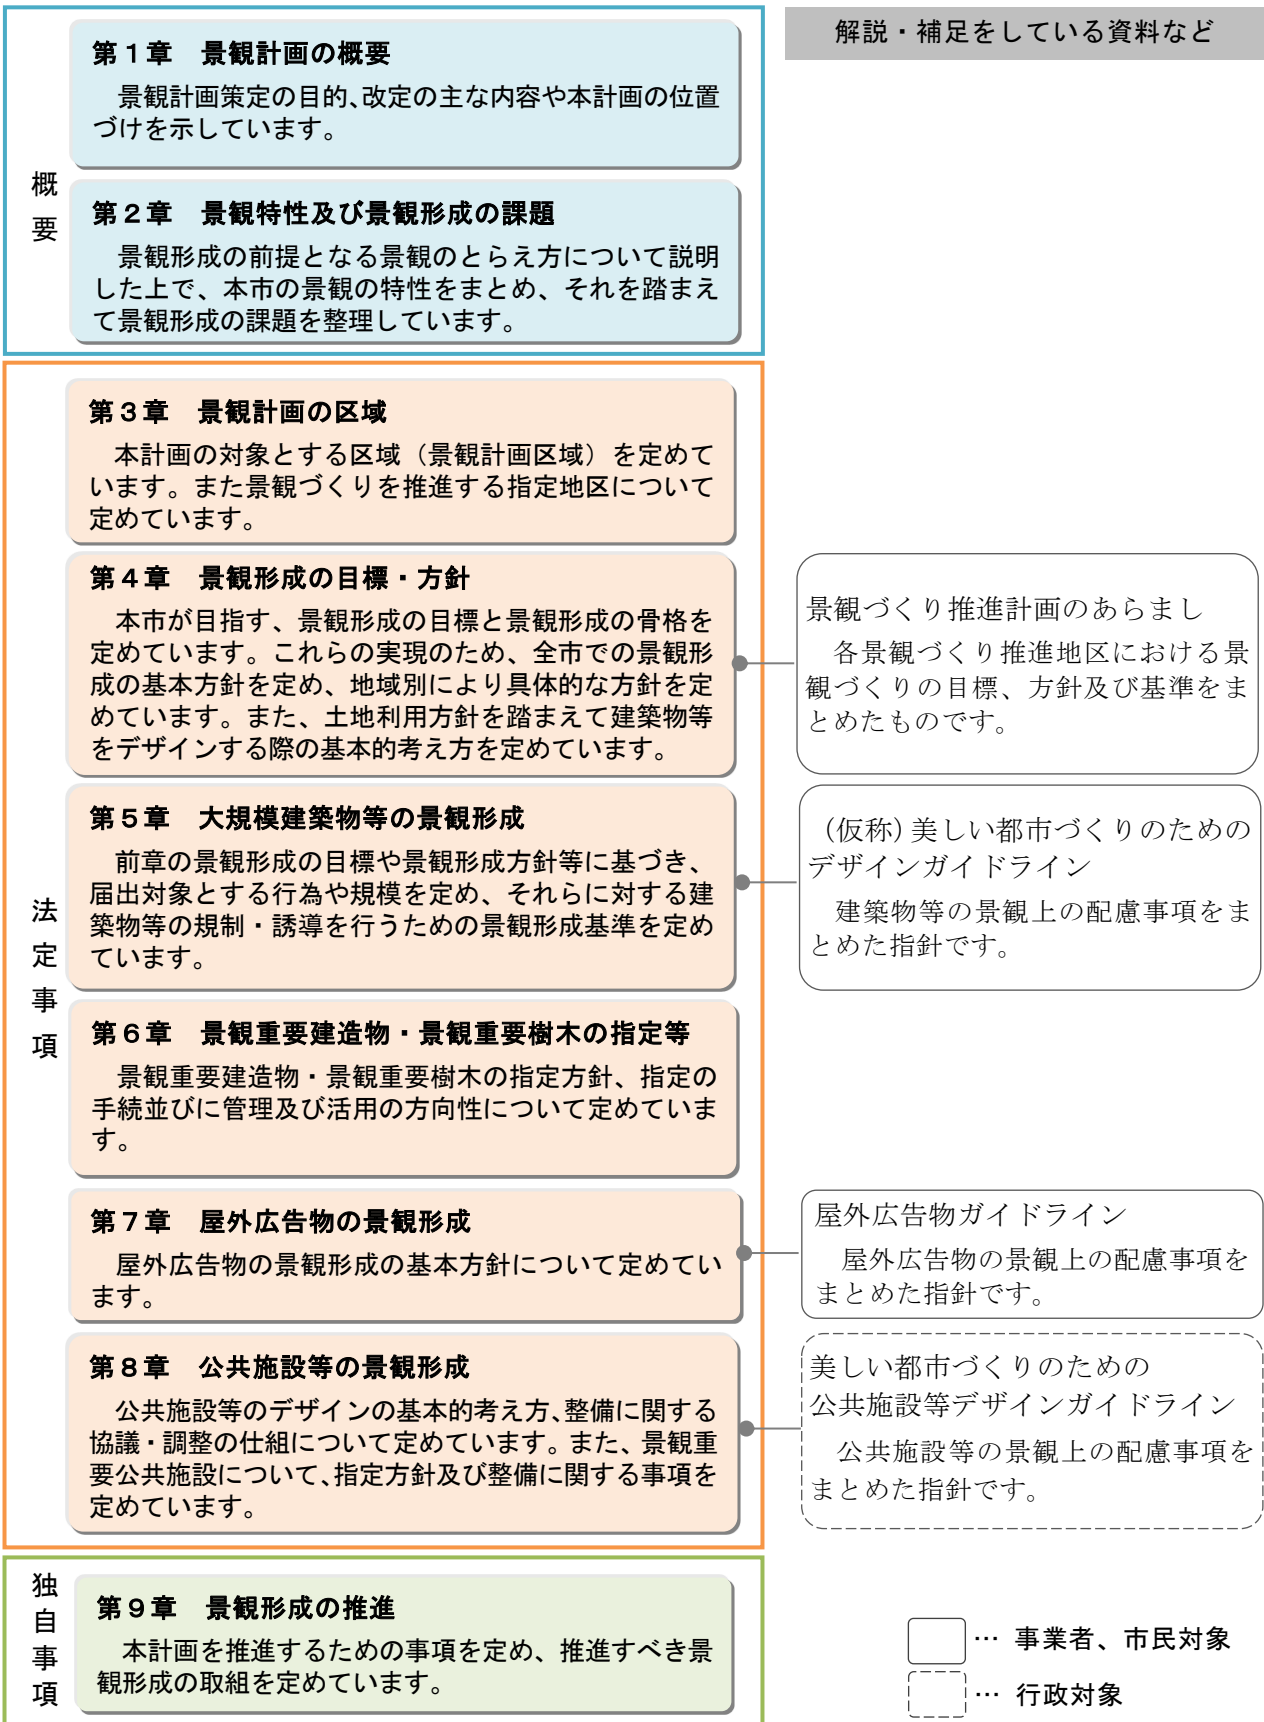 解説・補足をしている資料など
概要
第1章　景観計画の概要
景観計画策定の目的、改定の主な内容や本計画の位置
づけを示しています。
第2章　景観特性及び景観形成の課題
景観形成の前提となる景観のとらえ方について説明
した上で、本市の景観の特性をまとめ、それを踏まえ
て景観形成の課題を整理しています。
法定事項
第3章　景観計画の区域
本計画の対象とする区域（景観計画区域）を定めて
います。また景観づくりを推進する指定地区について
定めています。
第4章　景観形成の目標・方針
本市が目指す、景観形成の目標と景観形成の骨格を
定めています。これらの実現のため、全市での景観形
成の基本方針を定め、地域別により具体的な方針を定
めています。また、土地利用方針を踏まえて建築物等
をデザインする際の基本的考え方を定めています。
景観づくり推進計画のあらまし
各景観づくり推進地区における景
観づくりの目標、方針及び基準をま
とめたものです。
第5章　大規模建築物等の景観形成
前章の景観形成の目標や景観形成方針等に基づき、
届出対象とする行為や規模を定め、それらに対する建
築物等の規制・誘導を行うための景観形成基準を定め
ています。
（仮称）美しい都市づくりのための
デザインガイドライン
建築物等の景観上の配慮事項をま
とめた指針です。
第6章　景観重要建造物・景観重要樹木の指定等
景観重要建造物・景観重要樹木の指定方針、指定の
手続並びに管理及び活用の方向性について定めていま
す。
第7章　屋外広告物の景観形成
屋外広告物の景観形成の基本方針について定めてい
ます。
屋外広告物ガイドライン
屋外広告物の景観上の配慮事項を
まとめた指針です。
第8章　公共施設等の景観形成
公共施設等のデザインの基本的考え方、整備に関する
協議・調整の仕組について定めています。また、景観重
要公共施設について、指定方針及び整備に関する事項を
定めています。
美しい都市づくりのための
公共施設等デザインガイドライン
公共施設等の景観上の配慮事項を
まとめた指針です。
独自事項
第9章　景観形成の推進
本計画を推進するための事項を定め、推進すべき景
観形成の取組を定めています。
… 事業者、市民対象
… 行政対象